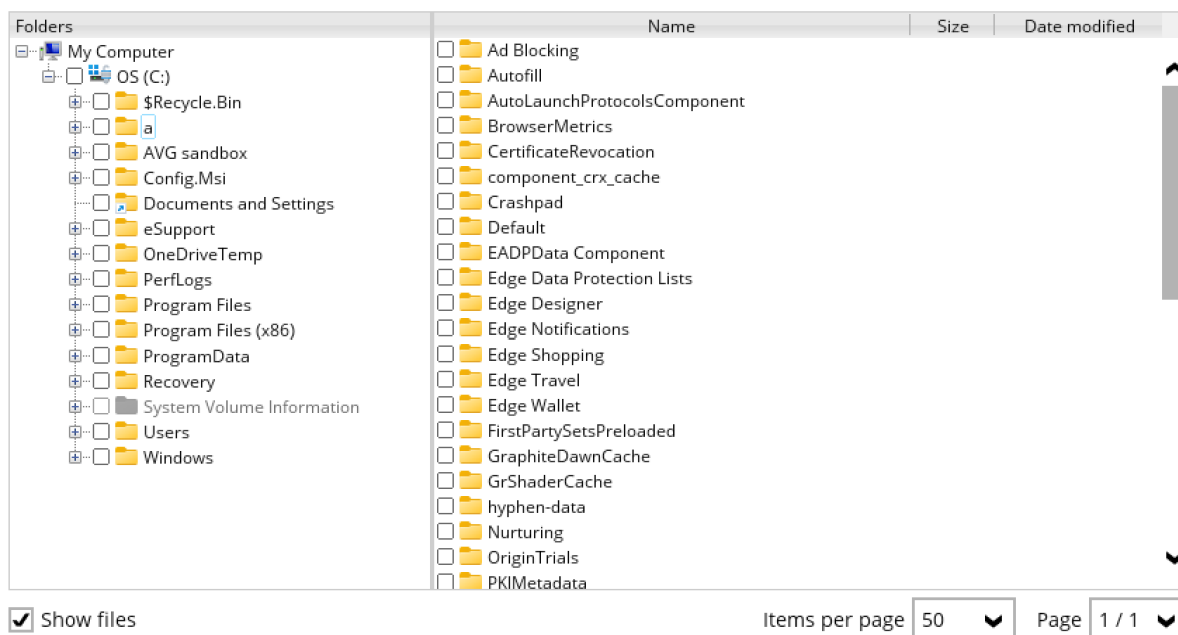 Folders
My Computer
OS (C:)
$Recycle.Bin
a
AVG sandbox
Config.Msi
Documents and Settings
eSupport
OneDriveTemp
PerfLogs
Program Files
Program Files (x86)
ProgramData
Recovery
System Volume Information
Users
Windows
Name Size Date modified
Ad Blocking
Autofill
AutoLaunchProtocolsComponent
BrowserMetrics
CertificateRevocation
component_crx_cache
Crashpad
Default
EADPData Component
Edge Data Protection Lists
Edge Designer
Edge Notifications
Edge Shopping
Edge Travel
Edge Wallet
FirstPartySetsPreloaded
GraphiteDawnCache
GrShaderCache
hyphen-data
Nurturing
OriginTrials
PKIMetadata
Show files
Items per page 50 Page 1 / 1